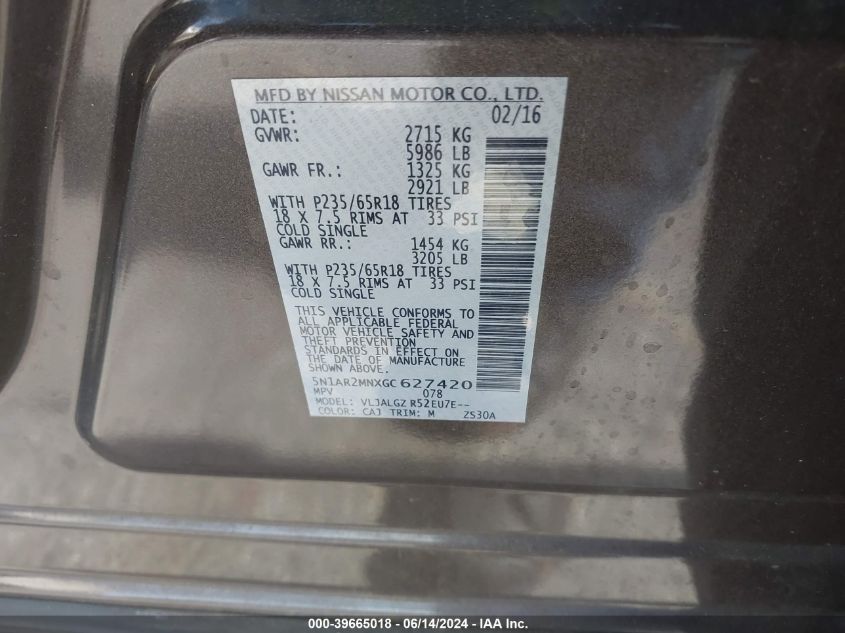 MFD BY NISSAN MOTOR CO., LTD.
DATE: 02/16
GVWR: 2715 KG
5986 LB
GAWR FR.: 1325 KG
2921 LB
WITH P235/65R18 TIRES
18 X 7.5 RIMS AT 33 PSI
COLD SINGLE
GAWR RR.: 1454 KG
3205 LB
WITH P235/65R18 TIRES
18 X 7.5 RIMS AT 33 PSI
COLD SINGLE
THIS VEHICLE CONFORMS TO
ALL APPLICABLE FEDERAL
MOTOR VEHICLE SAFETY AND
THEFT PREVENTION
STANDARDS IN EFFECT ON
THE DATE OF MANUFACTURE
SHOWN ABOVE.
5N1AR2MNXGC 627420
MPV 078
MODEL: VLJALGZ R52EU7E--
COLOR: CAJ TRIM: M ZS30A
000-39665018 - 06/14/2024 - IAA Inc.